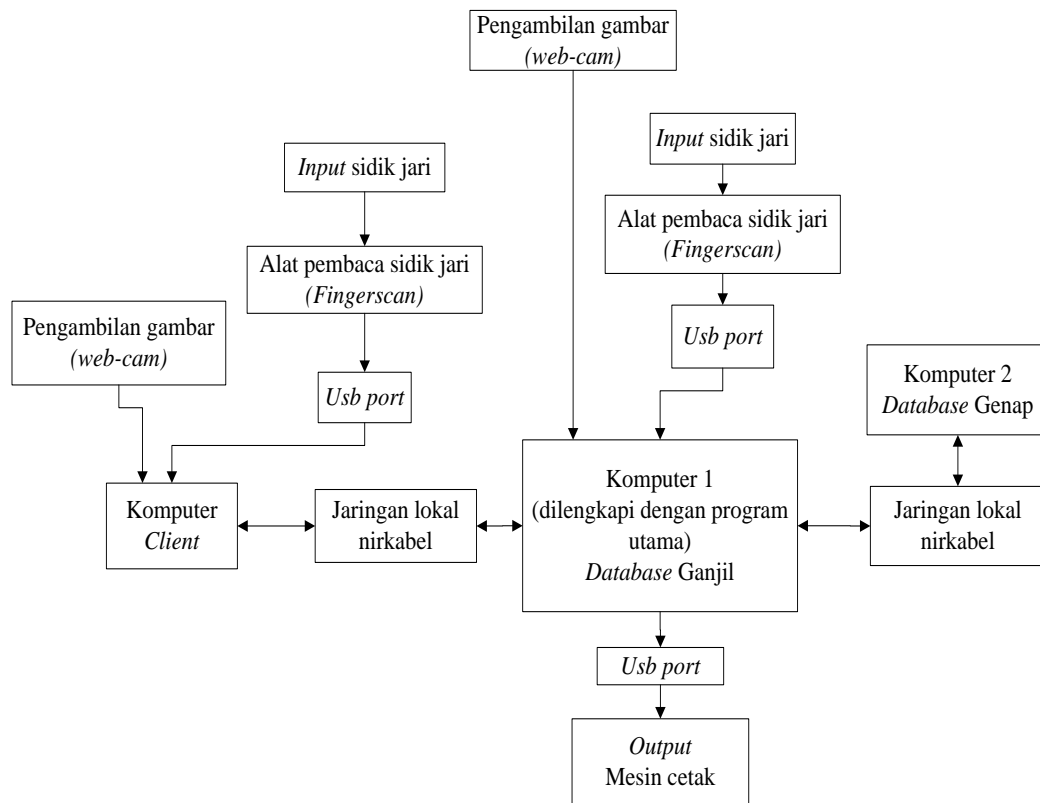 Pengambilan gambar
(web-cam)
Input sidik jari
Input sidik jari
Alat pembaca sidik jari
(Fingerscan)
Alat pembaca sidik jari
(Fingerscan)
Pengambilan gambar
(web-cam)
Usb port
Usb port
Komputer 2
Database Genap
Komputer
Client
Jaringan lokal
nirkabel
Komputer 1
(dilengkapi dengan program
utama)
Database Ganjil
Jaringan lokal
nirkabel
Usb port
Output
Mesin cetak